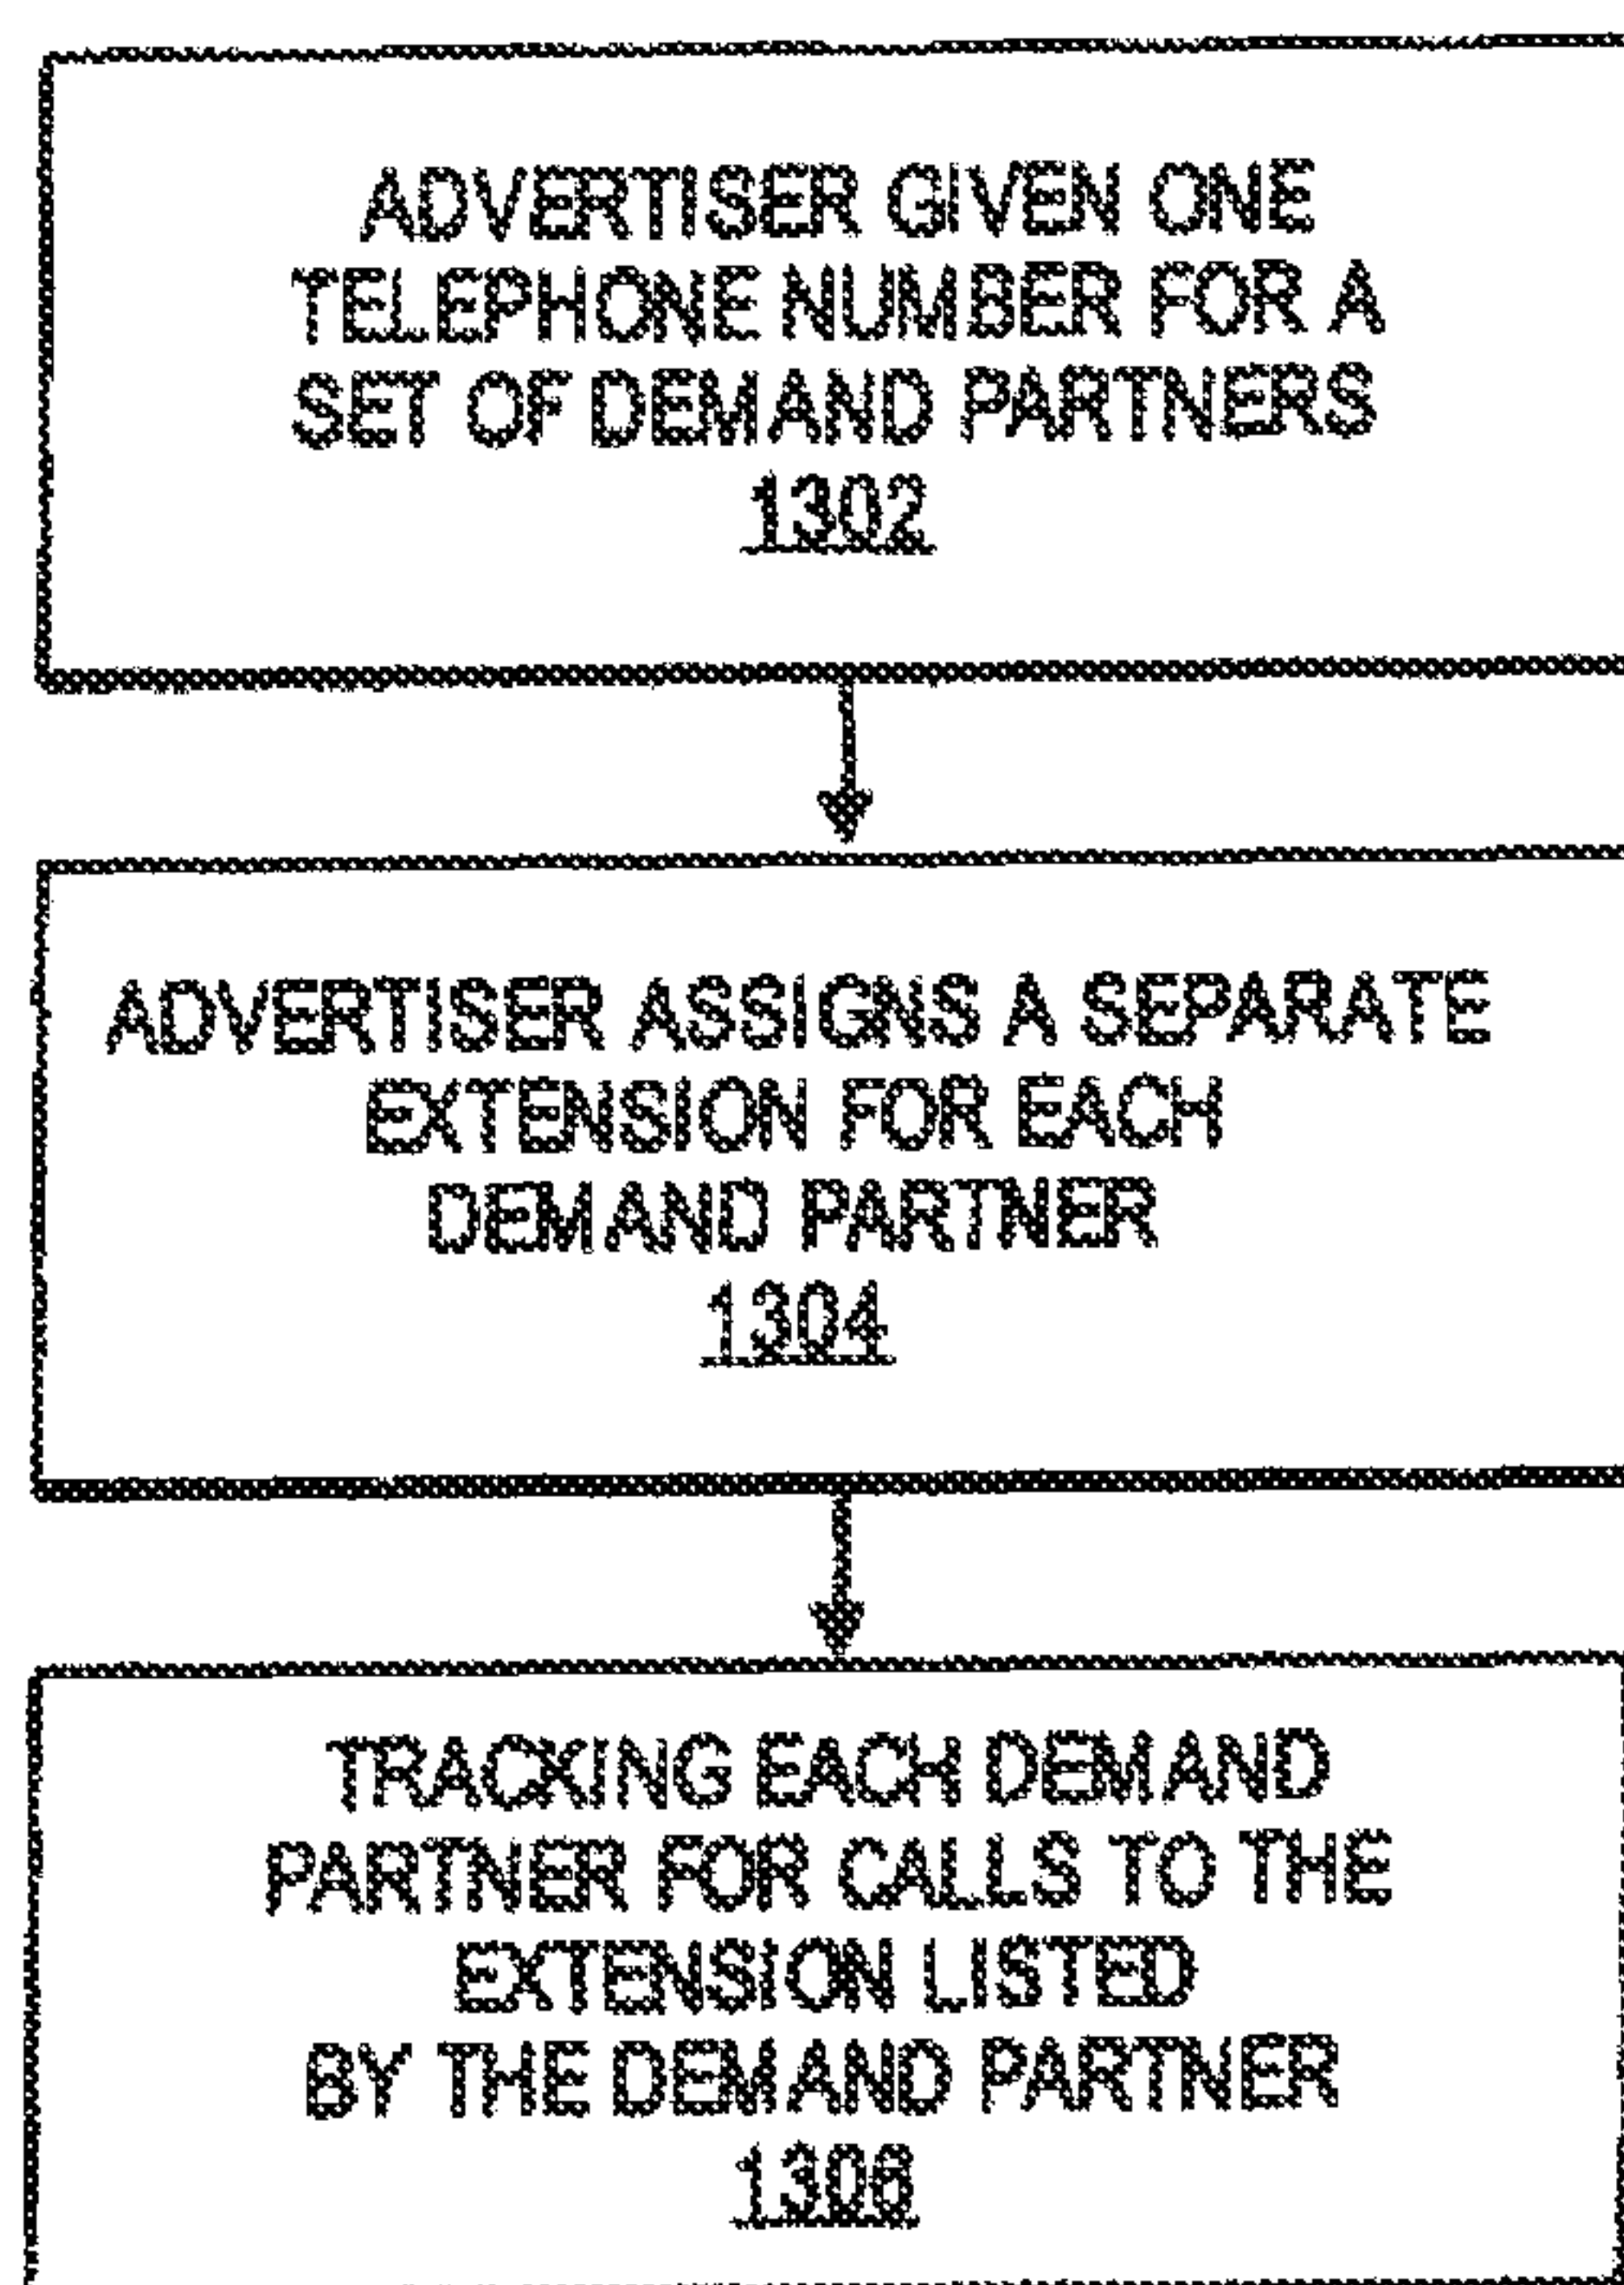 ADVERTISER GIVEN ONE
TELEPHONE NUMBER FOR A
SET OF DEMAND PARTNERS
1302
ADVERTISER ASSIGNS A SEPARATE
EXTENSION FOR EACH
DEMAND PARTNER
1304
TRACKING EACH DEMAND
PARTNER FOR CALLS TO THE
EXTENSION LISTED
BY THE DEMAND PARTNER
1306